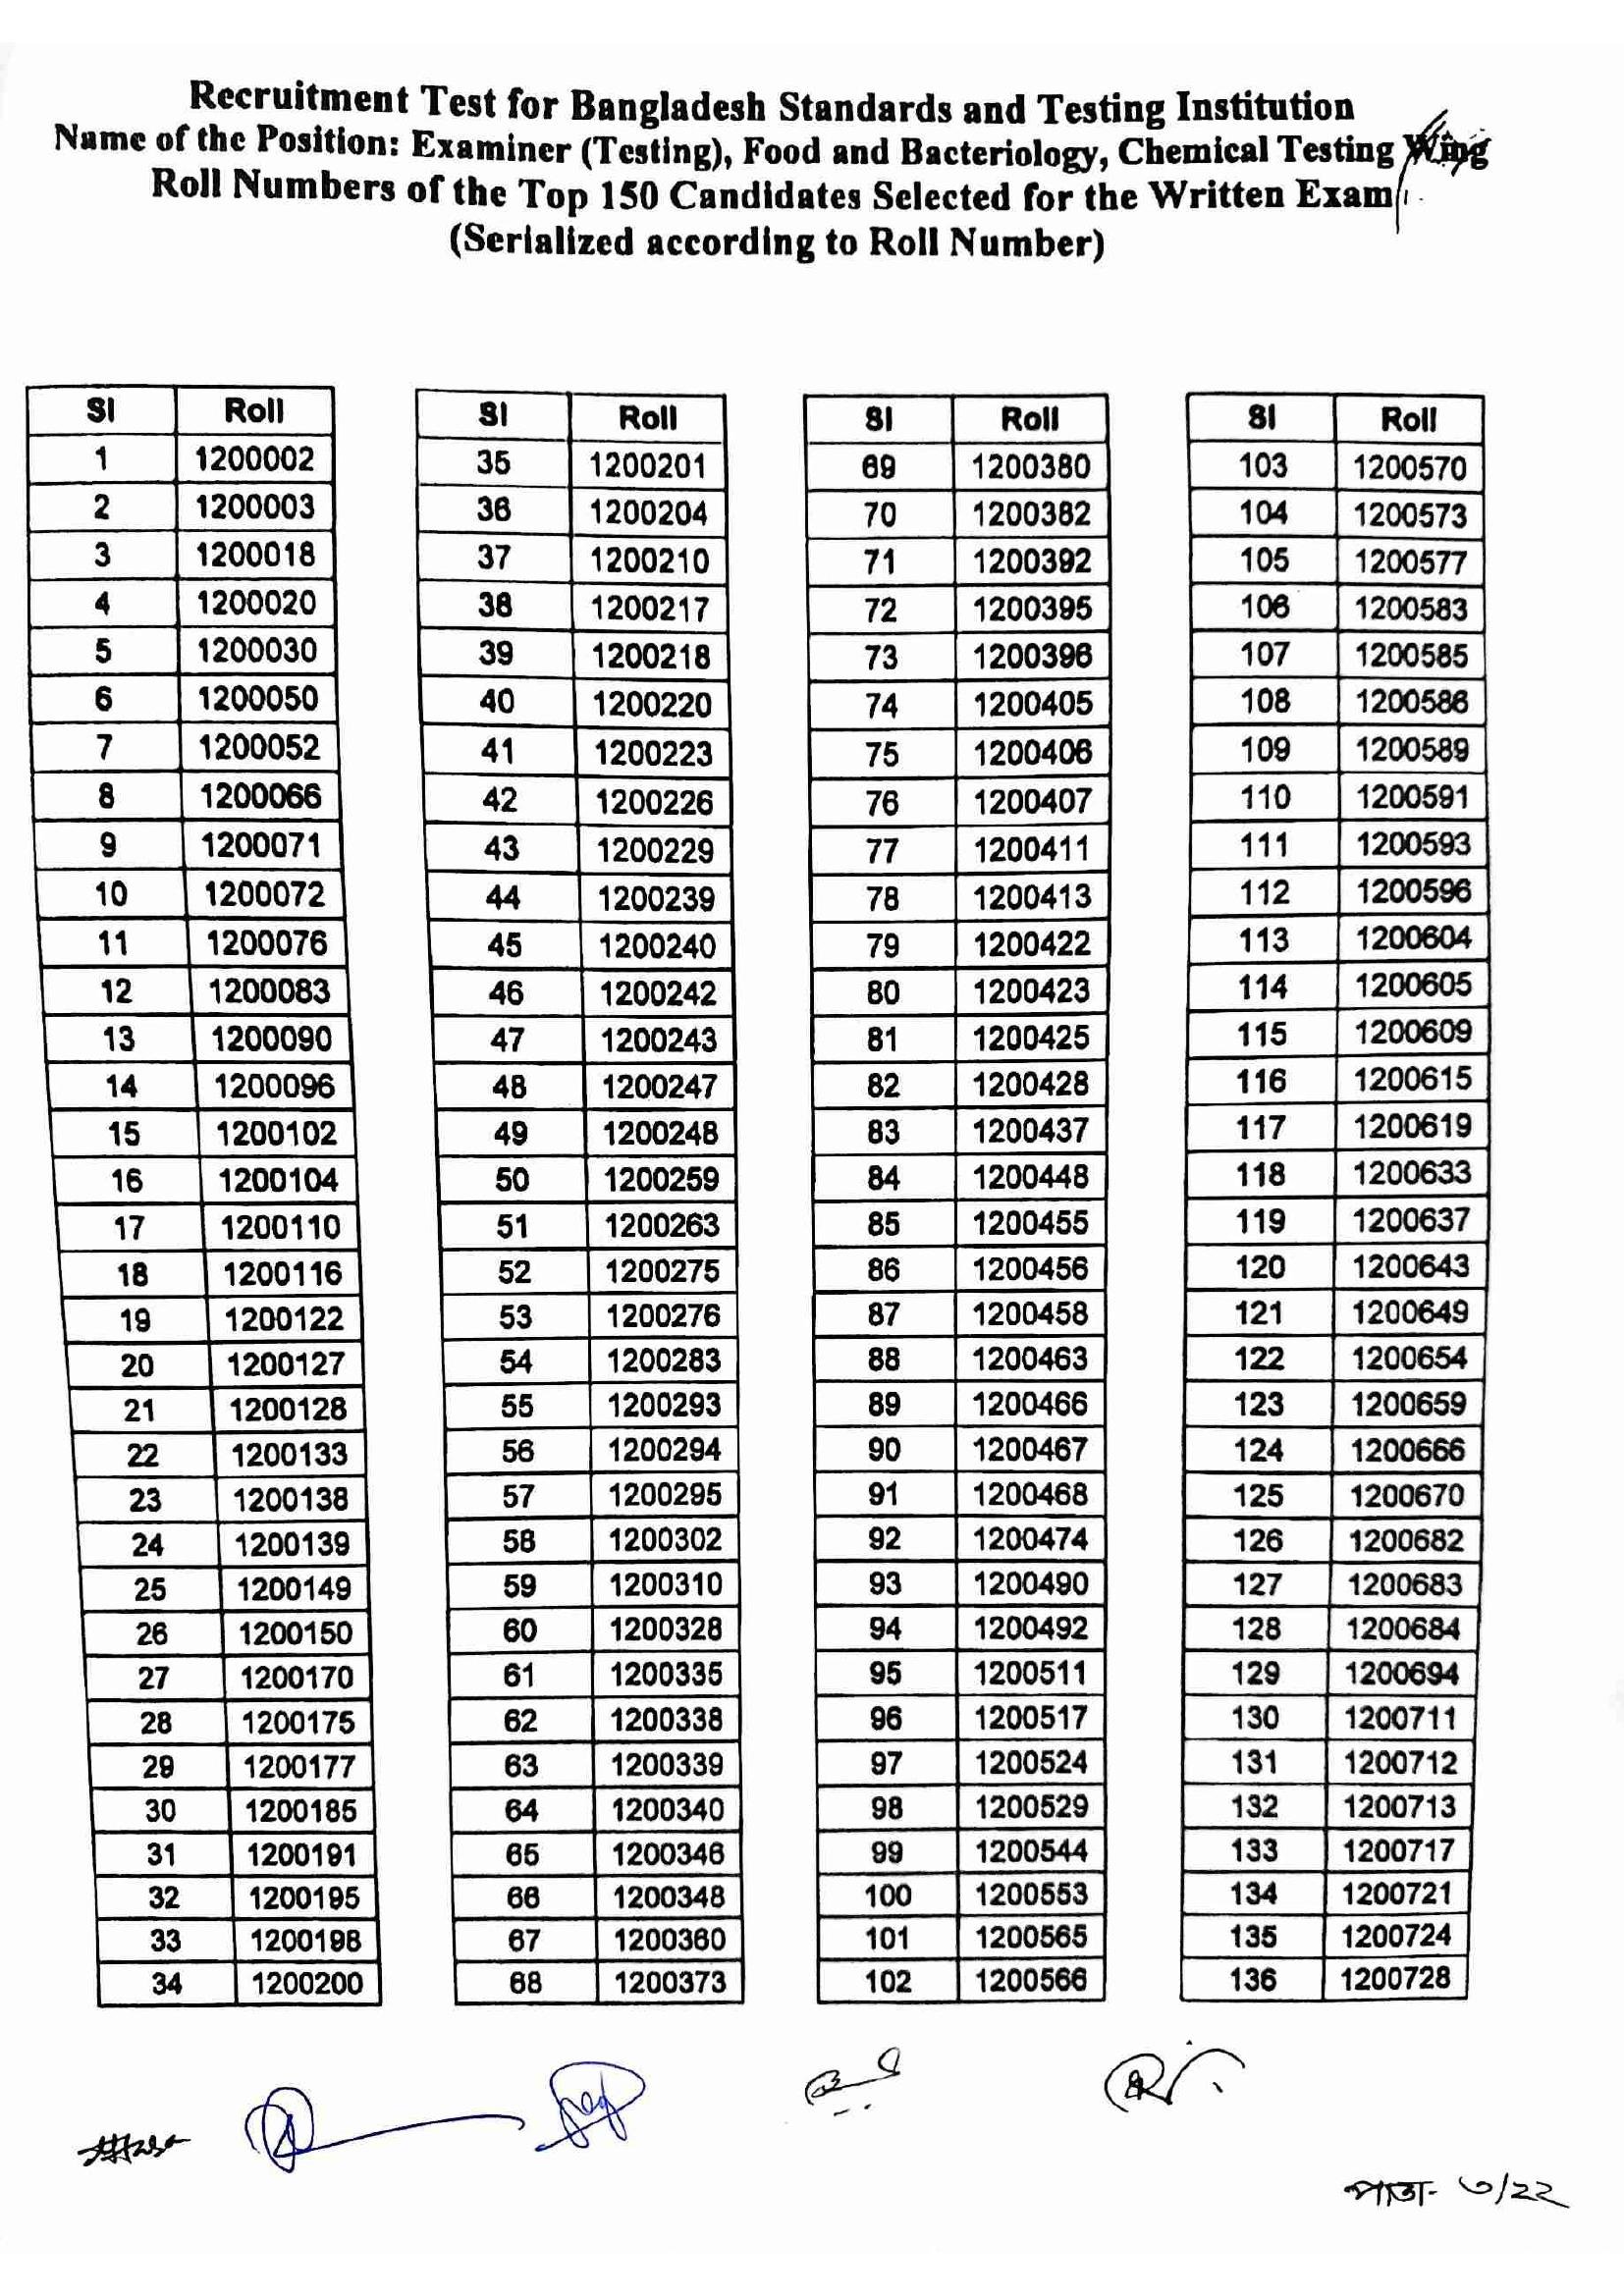 Recruitment Test for Bangladesh Standards and Testing Institution
Name of the Position: Examiner (Testing), Food and Bacteriology, Chemical Testing Wing
Roll Numbers of the Top 150 Candidates Selected for the Written Exam
(Serialized according to Roll Number)
Sl Roll Sl Roll Sl Roll Sl Roll
1 1200002 35 1200201 69 1200380 103 1200570
2 1200003 36 1200204 70 1200382 104 1200573
3 1200018 37 1200210 71 1200392 105 1200577
4 1200020 38 1200217 72 1200395 106 1200583
5 1200030 39 1200218 73 1200396 107 1200585
6 1200050 40 1200220 74 1200405 108 1200586
7 1200052 41 1200223 75 1200406 109 1200589
8 1200066 42 1200226 76 1200407 110 1200591
9 1200071 43 1200229 77 1200411 111 1200593
10 1200072 44 1200239 78 1200413 112 1200596
11 1200076 45 1200240 79 1200422 113 1200604
12 1200083 46 1200242 80 1200423 114 1200605
13 1200090 47 1200243 81 1200425 115 1200609
14 1200096 48 1200247 82 1200428 116 1200615
15 1200102 49 1200248 83 1200437 117 1200619
16 1200104 50 1200259 84 1200448 118 1200633
17 1200110 51 1200263 85 1200455 119 1200637
18 1200116 52 1200275 86 1200456 120 1200643
19 1200122 53 1200276 87 1200458 121 1200649
20 1200127 54 1200283 88 1200463 122 1200654
21 1200128 55 1200293 89 1200466 123 1200659
22 1200133 56 1200294 90 1200467 124 1200666
23 1200138 57 1200295 91 1200468 125 1200670
24 1200139 58 1200302 92 1200474 126 1200682
25 1200149 59 1200310 93 1200490 127 1200683
26 1200150 60 1200328 94 1200492 128 1200684
27 1200170 61 1200335 95 1200511 129 1200694
28 1200175 62 1200338 96 1200517 130 1200711
29 1200177 63 1200339 97 1200524 131 1200712
30 1200185 64 1200340 98 1200529 132 1200713
31 1200191 65 1200346 99 1200544 133 1200717
32 1200195 66 1200348 100 1200553 134 1200721
33 1200198 67 1200360 101 1200565 135 1200724
34 1200200 68 1200373 102 1200566 136 1200728
পাতা- ৩/২২